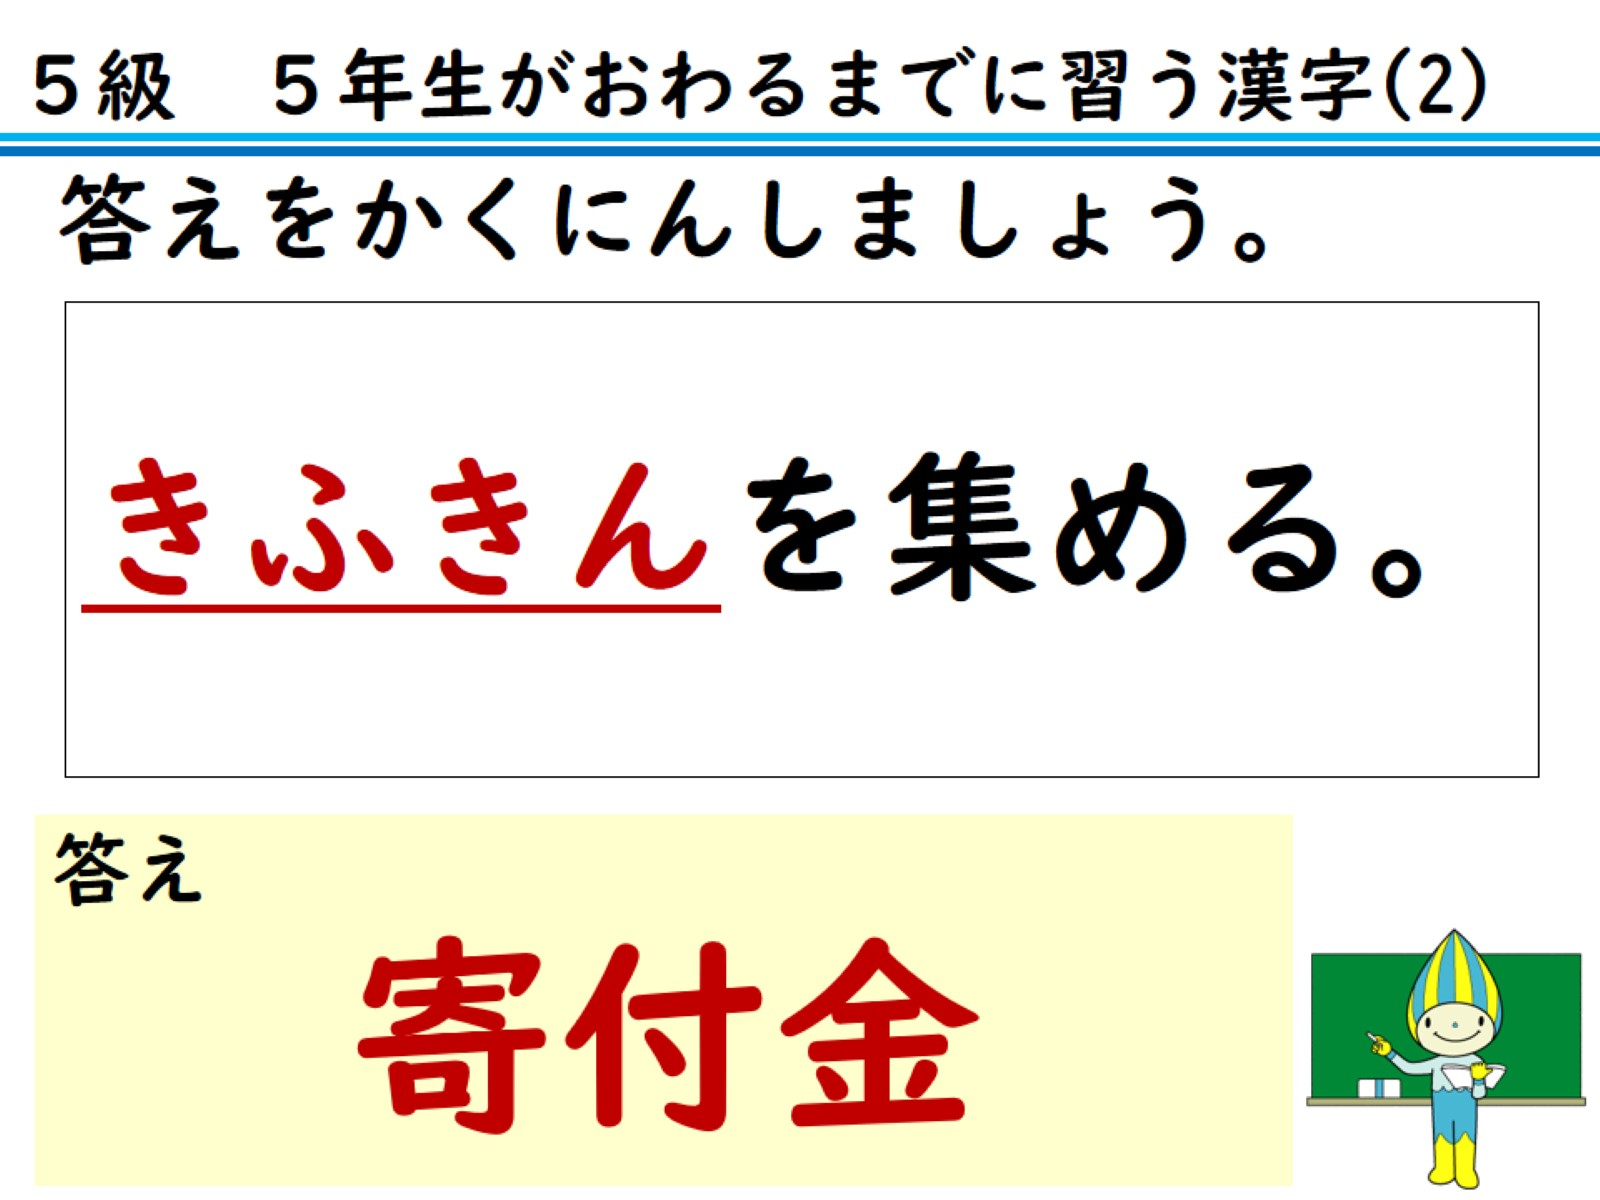 ５級　５年生がおわるまでに習う漢字(2)
答えをかくにんしましょう。
きふきんを集める。
答え
寄付金